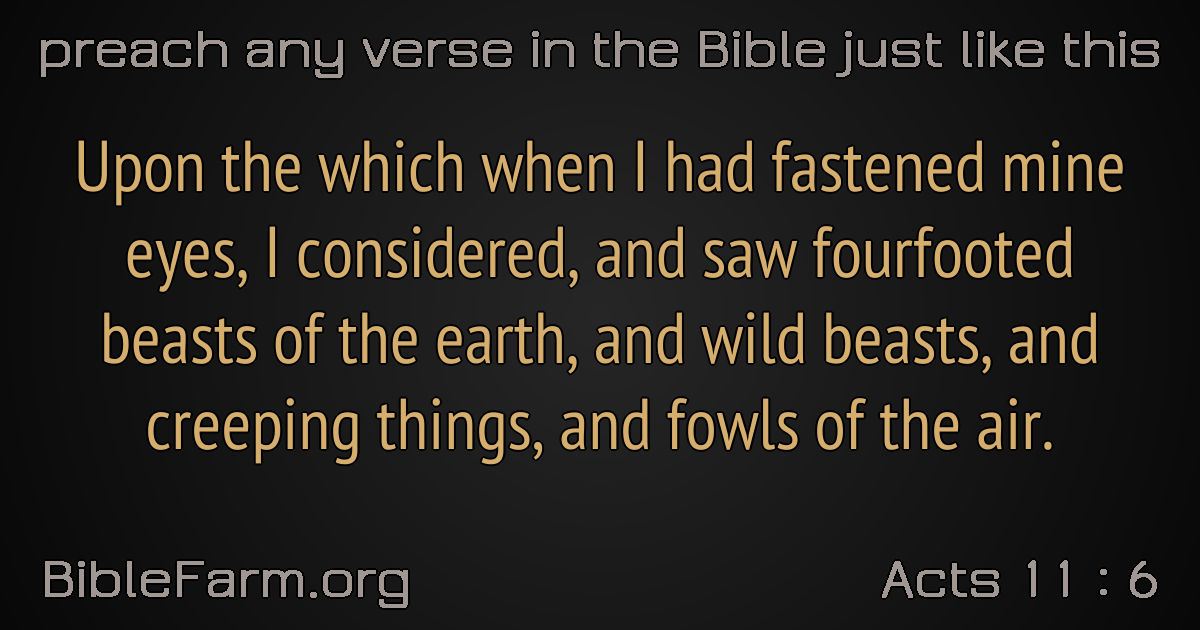 preach any verse in the Bible just like this
Upon the which when I had fastened mine
eyes, I considered, and saw fourfooted
beasts of the earth, and wild beasts, and
creeping things, and fowls of the air.
BibleFarm.org
Acts 11 : 6